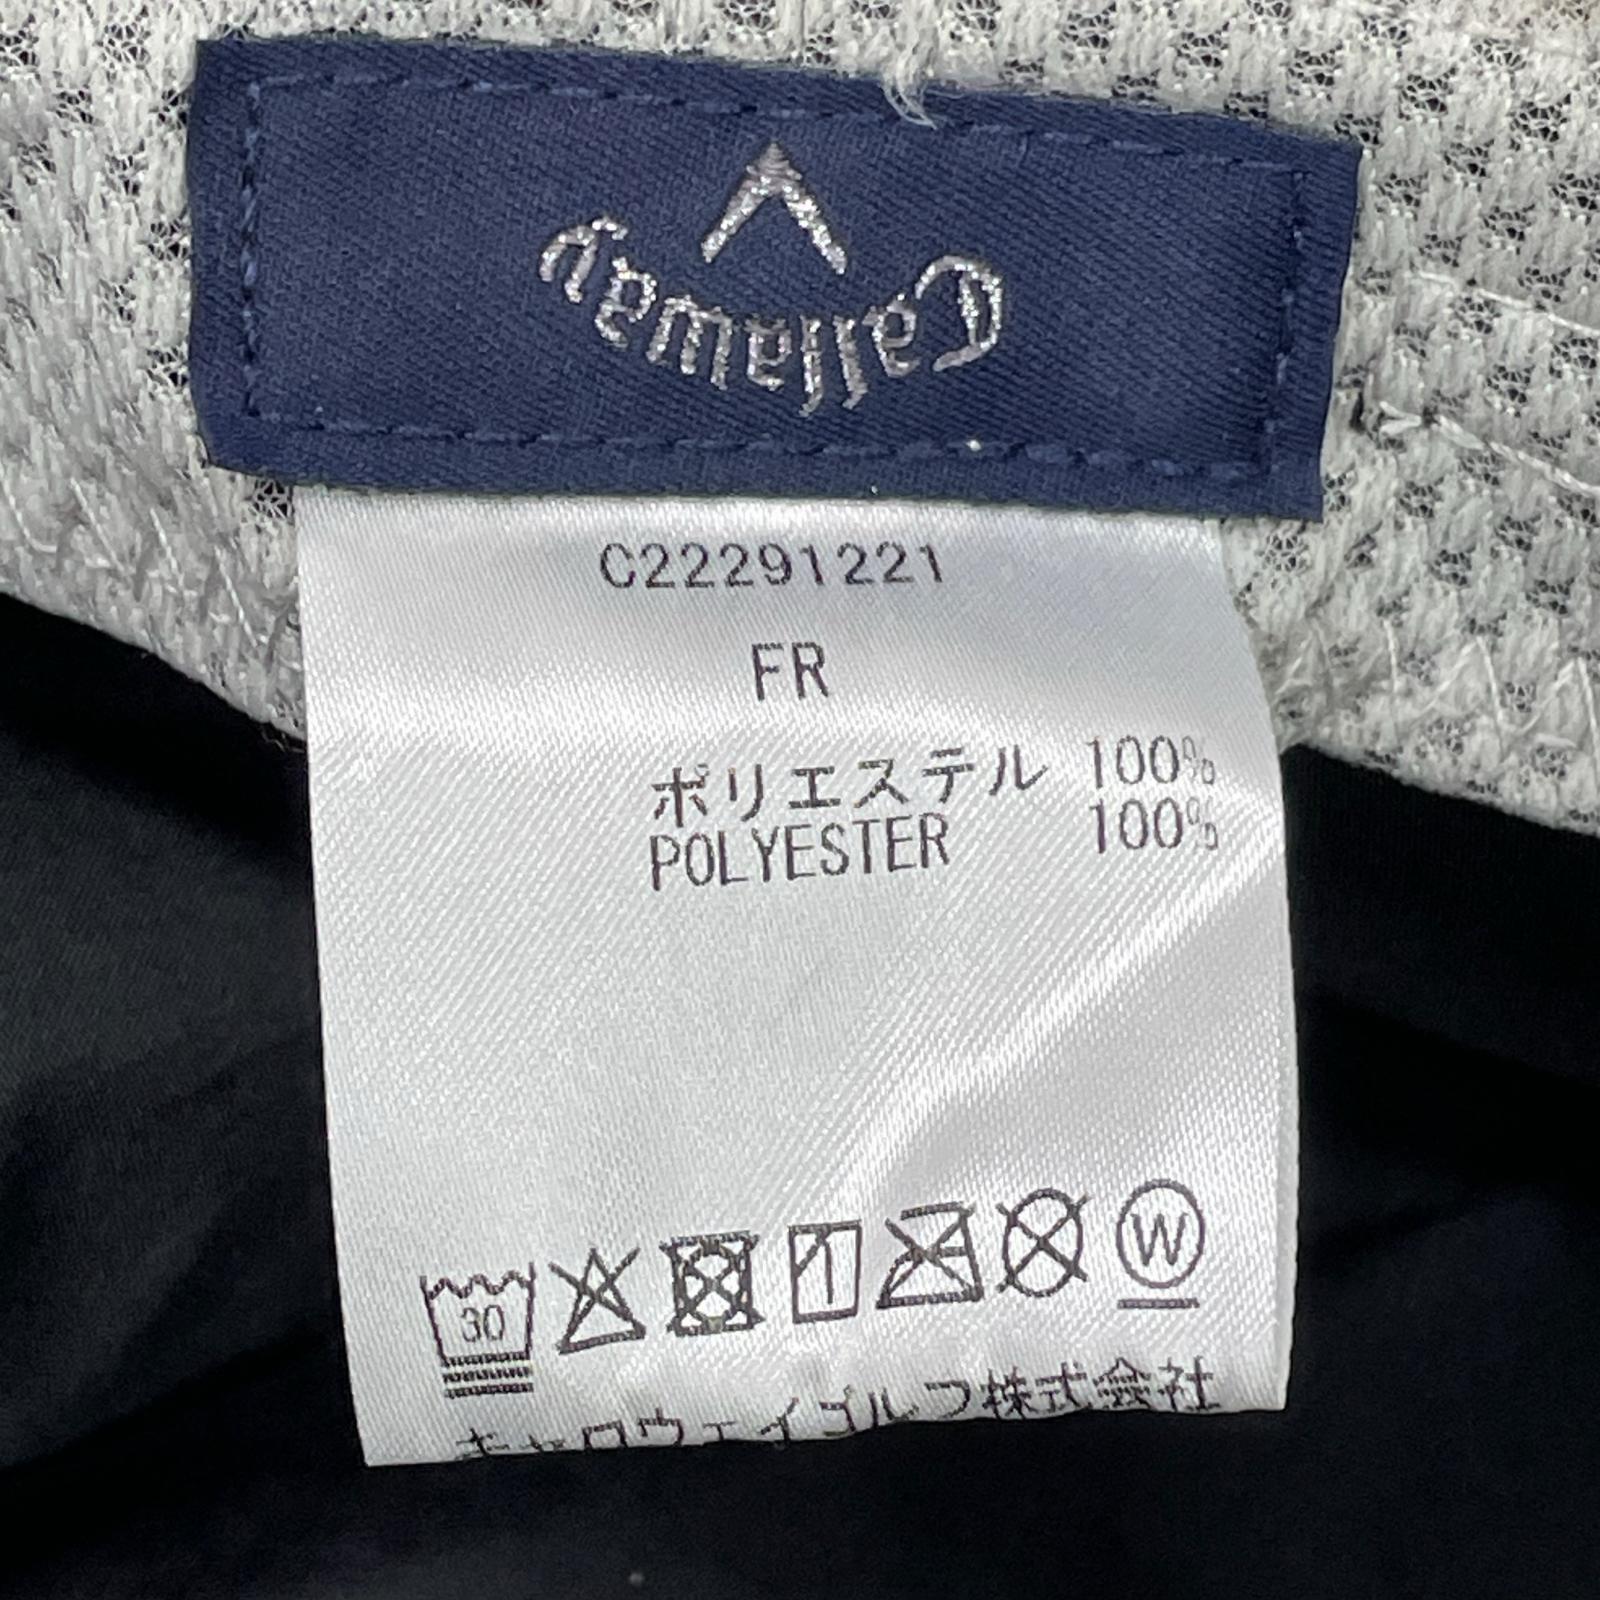 Callaway
C22291221
FR
ポリエステル 100%
POLYESTER 100%
30 W
キャロウェイゴルフ株式会社